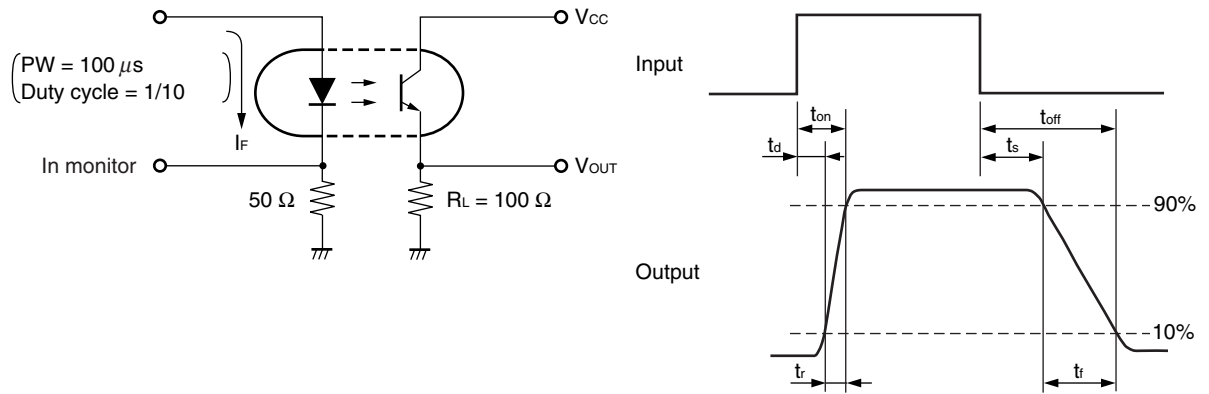 VCC
PW = 100 μs
Duty cycle = 1/10
IF
In monitor
VOUT
50 Ω
RL = 100 Ω
Input
ton
toff
td
ts
90%
Output
10%
tr
tf